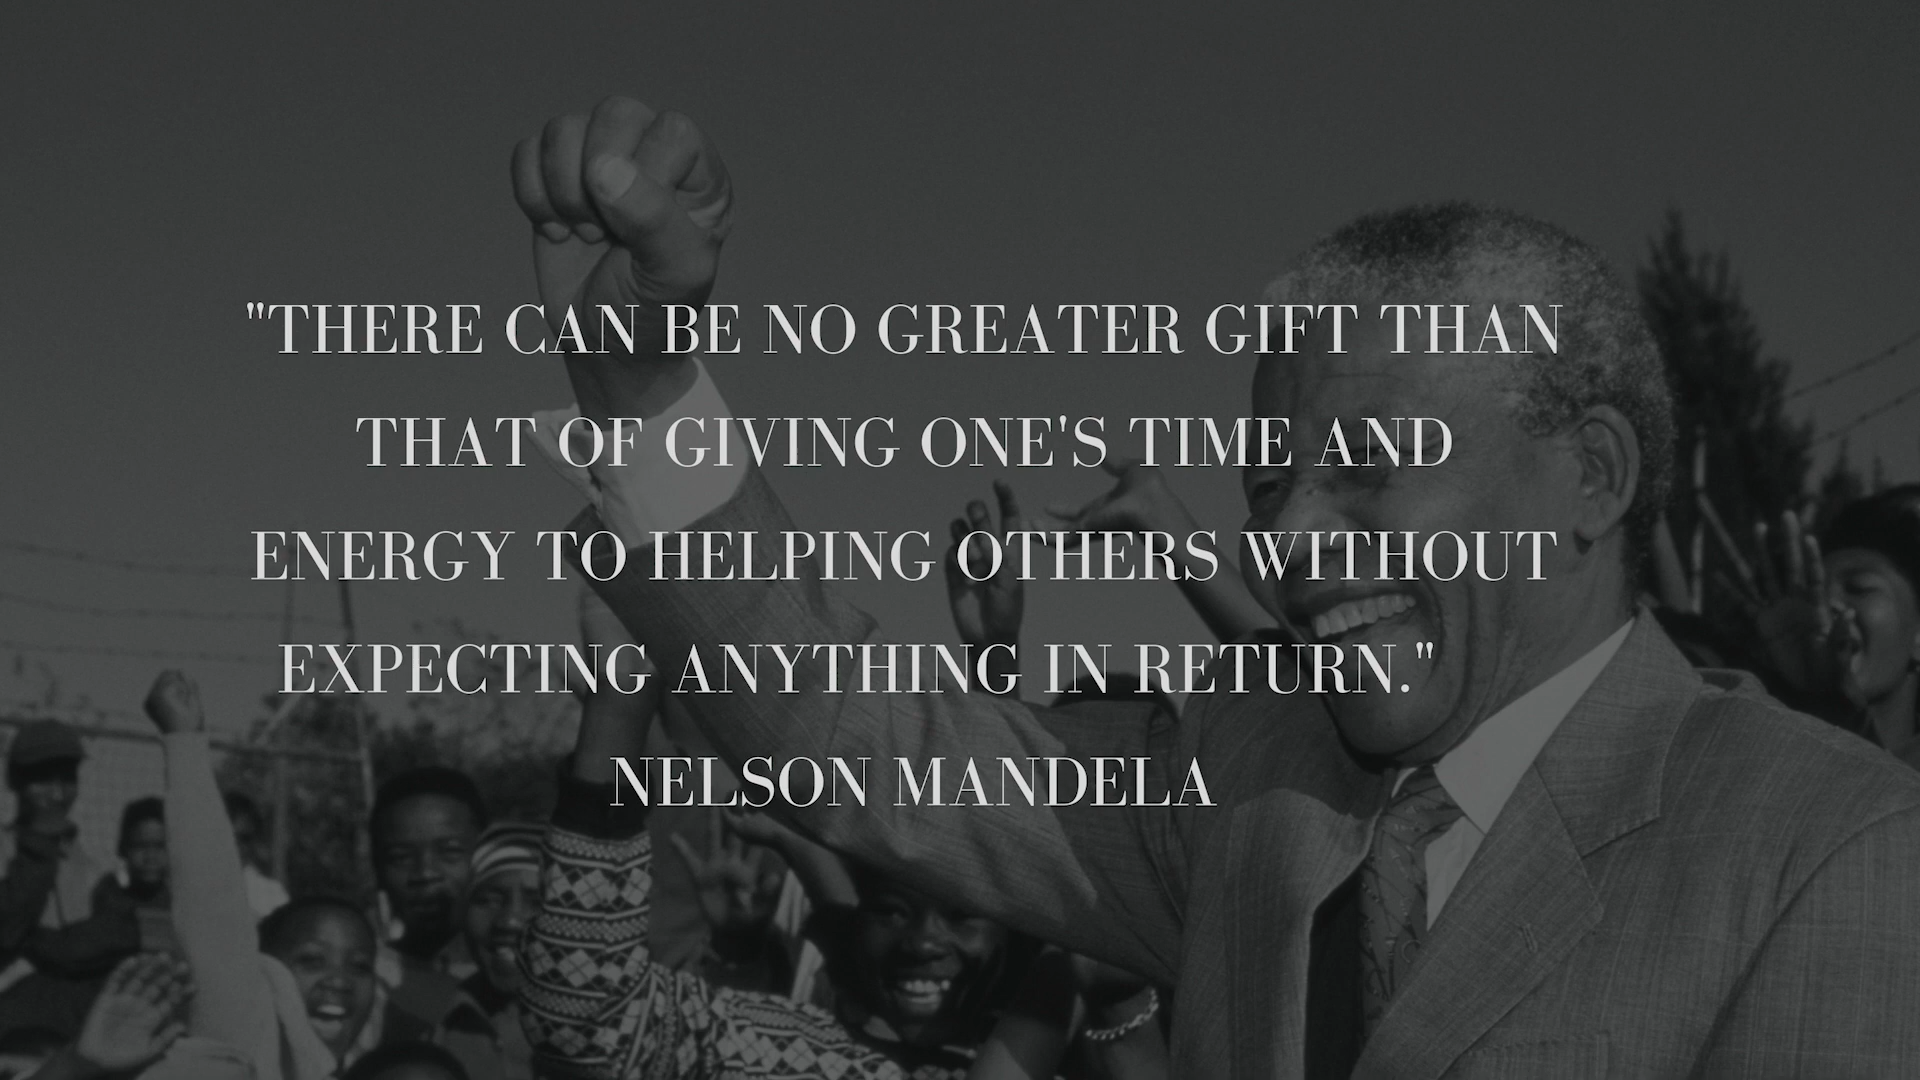 "THERE CAN BE NO GREATER GIFT THAN
THAT OF GIVING ONE'S TIME AND
ENERGY TO HELPING OTHERS WITHOUT
EXPECTING ANYTHING IN RETURN."
NELSON MANDELA